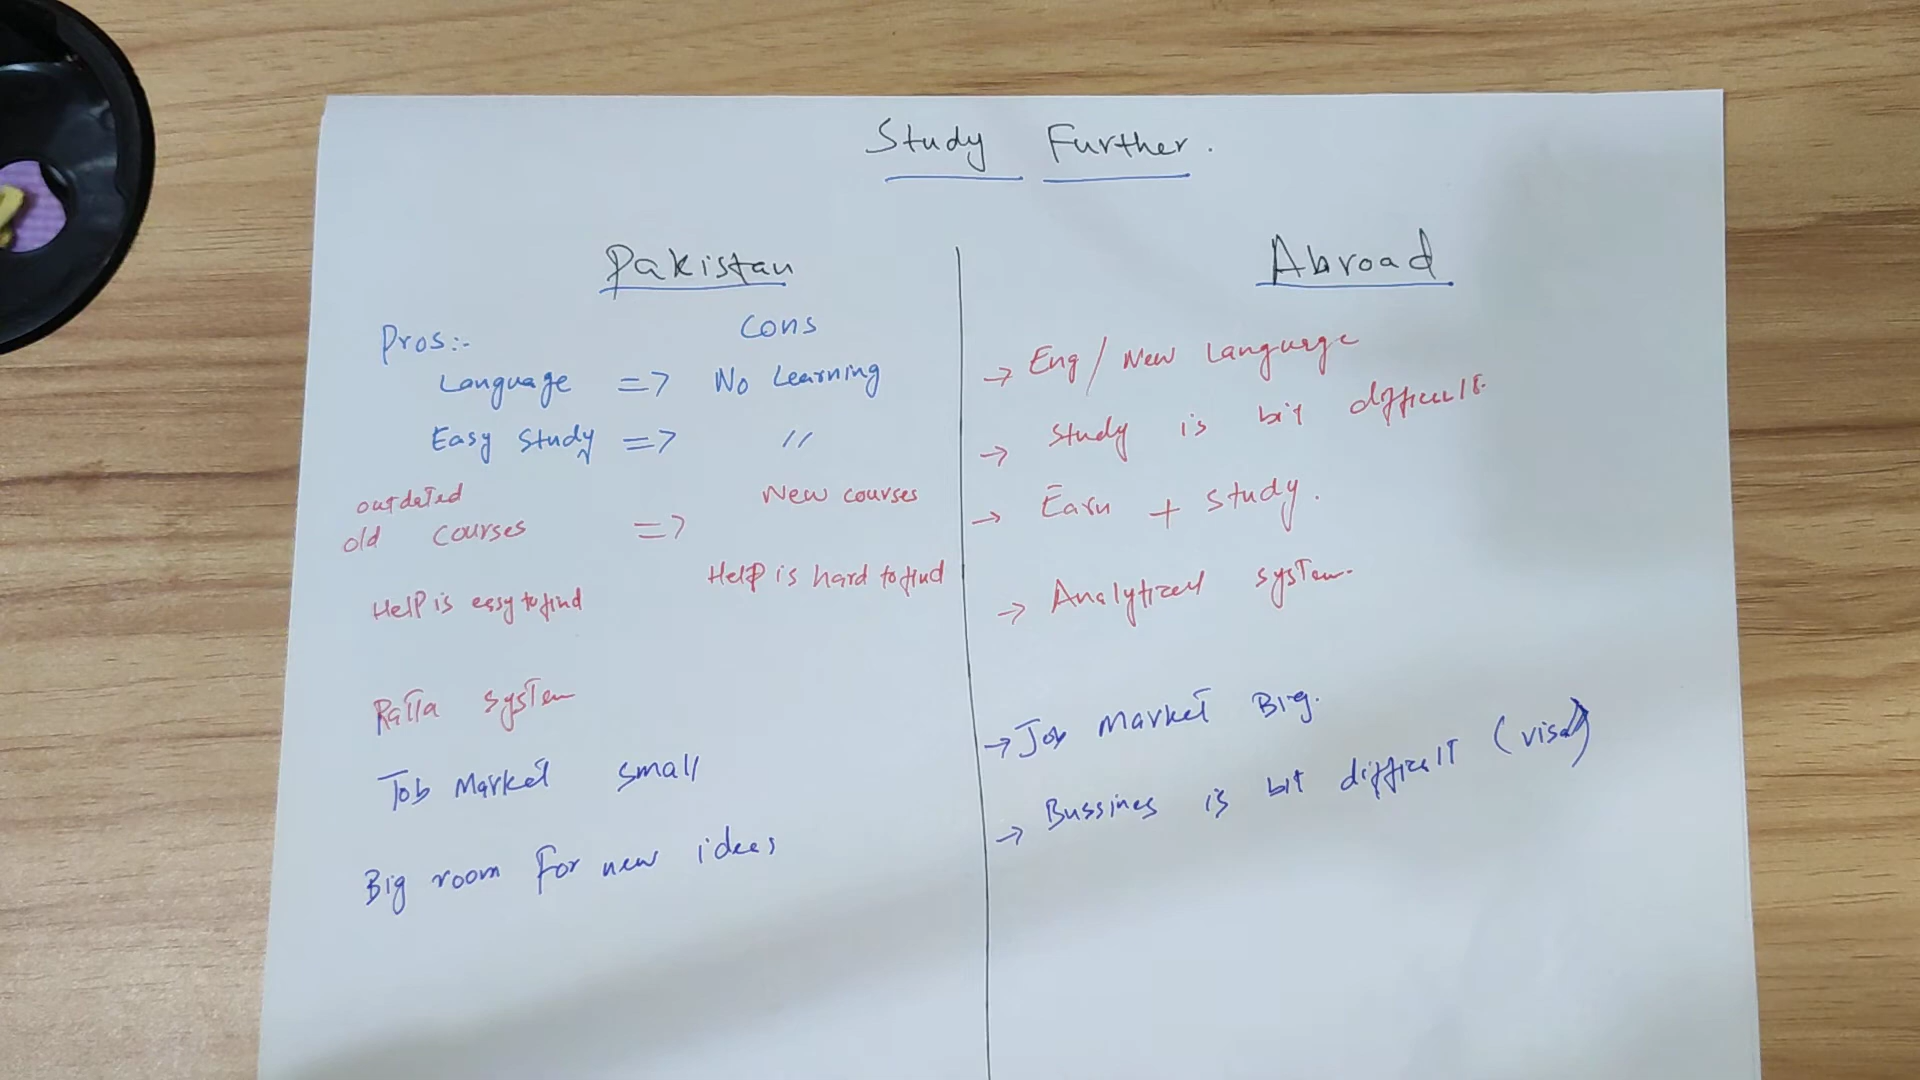 Study Further.
Pakistan
Pros:-
Cons
Language => No Learning
Easy Study => "
outdated
old courses => New courses
Help is easy to find
Help is hard to find
Ratta system
Job Market small
Big room for new idees
Abroad
→ Eng / New Language
→ Study is bit difficult.
→ Earn + Study.
→ Analytical system.
→ Job Market Big.
→ Bussines is bit difficult (visa)